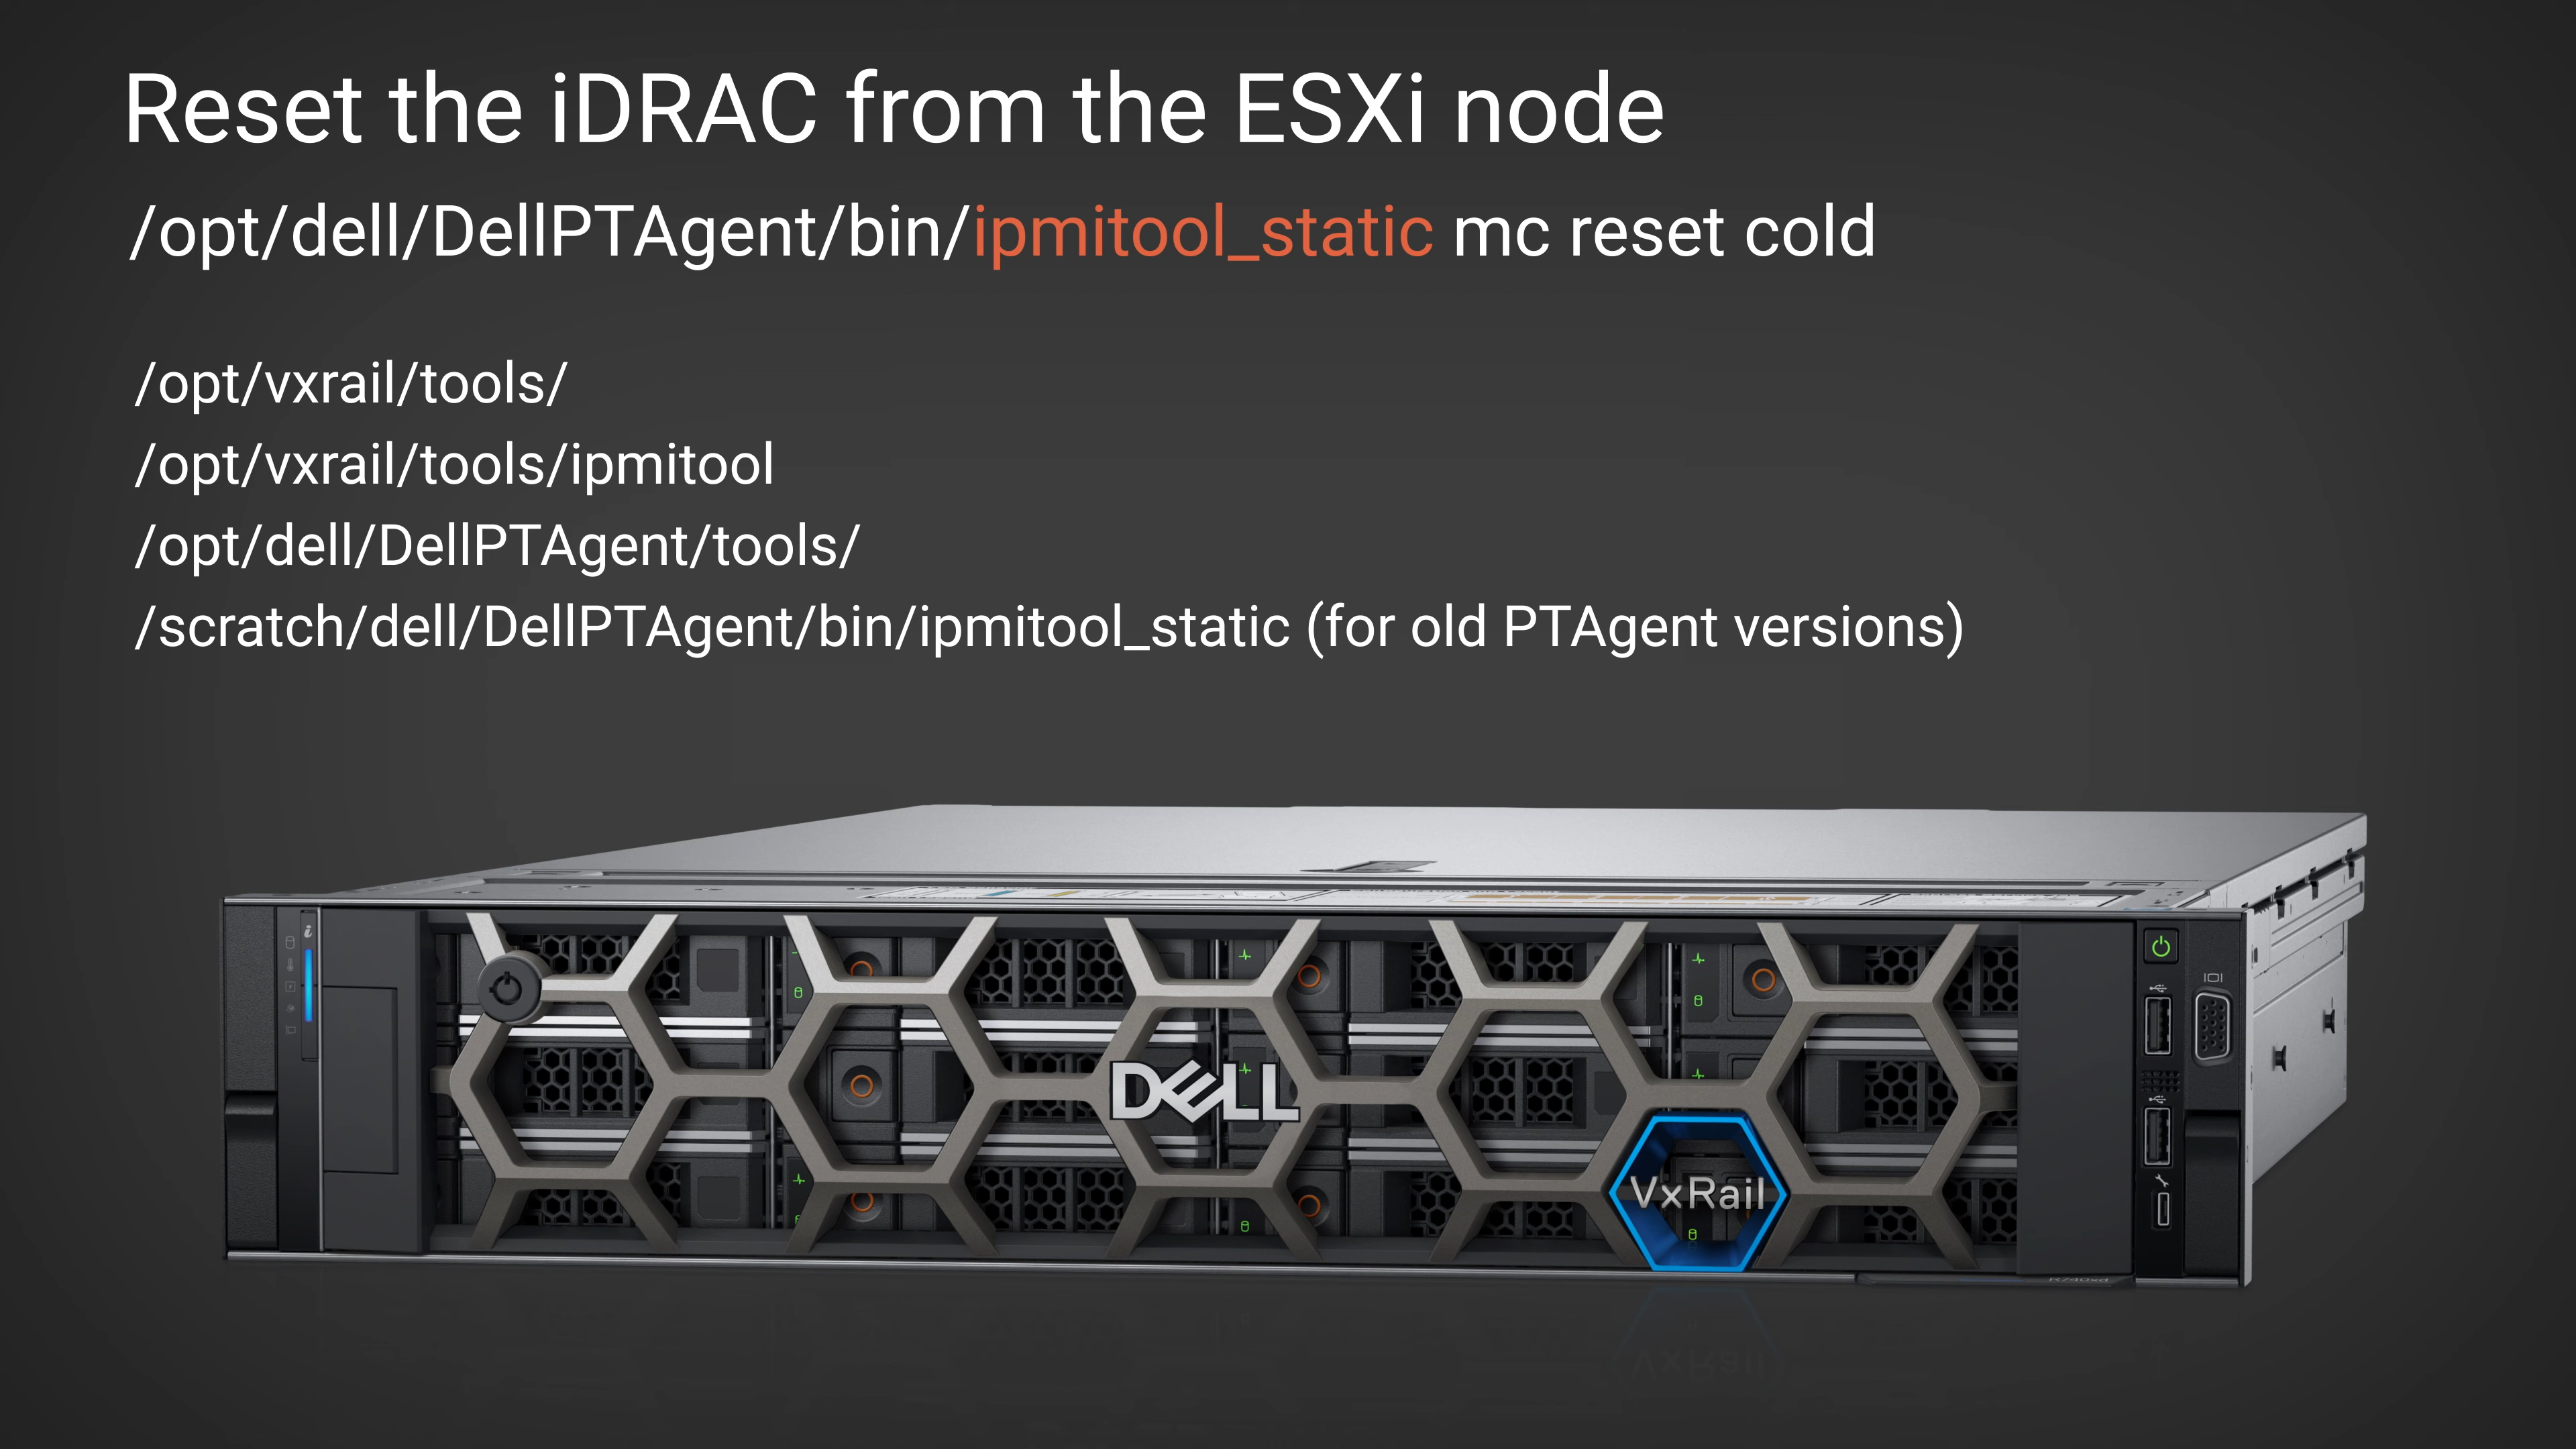 Reset the iDRAC from the ESXi node
/opt/dell/DellPTAgent/bin/ipmitool_static mc reset cold
/opt/vxrail/tools/
/opt/vxrail/tools/ipmitool
/opt/dell/DellPTAgent/tools/
/scratch/dell/DellPTAgent/bin/ipmitool_static (for old PTAgent versions)
DELL
VxRail